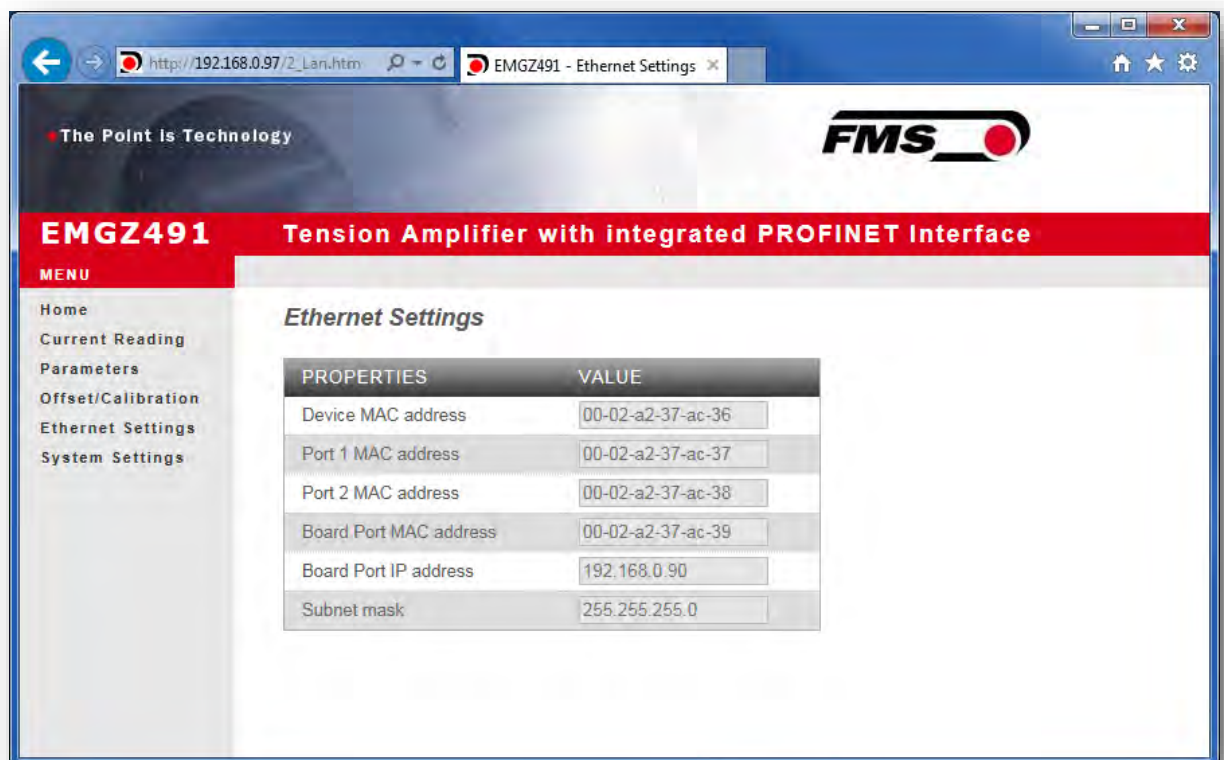 http://192.168.0.97/2_Lan.htm
EMGZ491 - Ethernet Settings
The Point is Technology
FMS
EMGZ491 Tension Amplifier with integrated PROFINET Interface
MENU
Home
Current Reading
Parameters
Offset/Calibration
Ethernet Settings
System Settings
Ethernet Settings
PROPERTIES VALUE
Device MAC address 00-02-a2-37-ac-36
Port 1 MAC address 00-02-a2-37-ac-37
Port 2 MAC address 00-02-a2-37-ac-38
Board Port MAC address 00-02-a2-37-ac-39
Board Port IP address 192.168.0.90
Subnet mask 255.255.255.0